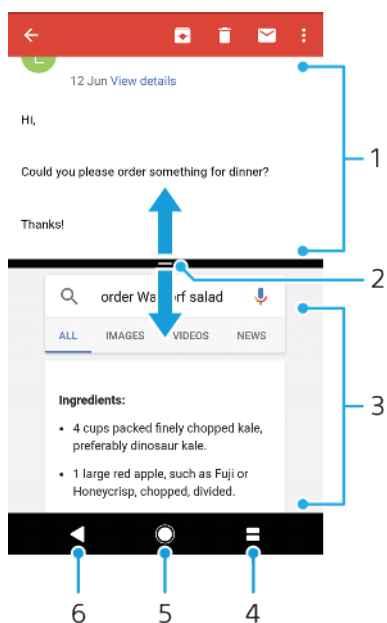 12 Jun View details
Hi,
Could you please order something for dinner?
Thanks!
order Wa rf salad
ALL IMAGES VIDEOS NEWS
Ingredients:
• 4 cups packed finely chopped kale,
preferably dinosaur kale.
• 1 large red apple, such as Fuji or
Honeycrisp, chopped, divided.
1
2
3
6 5 4